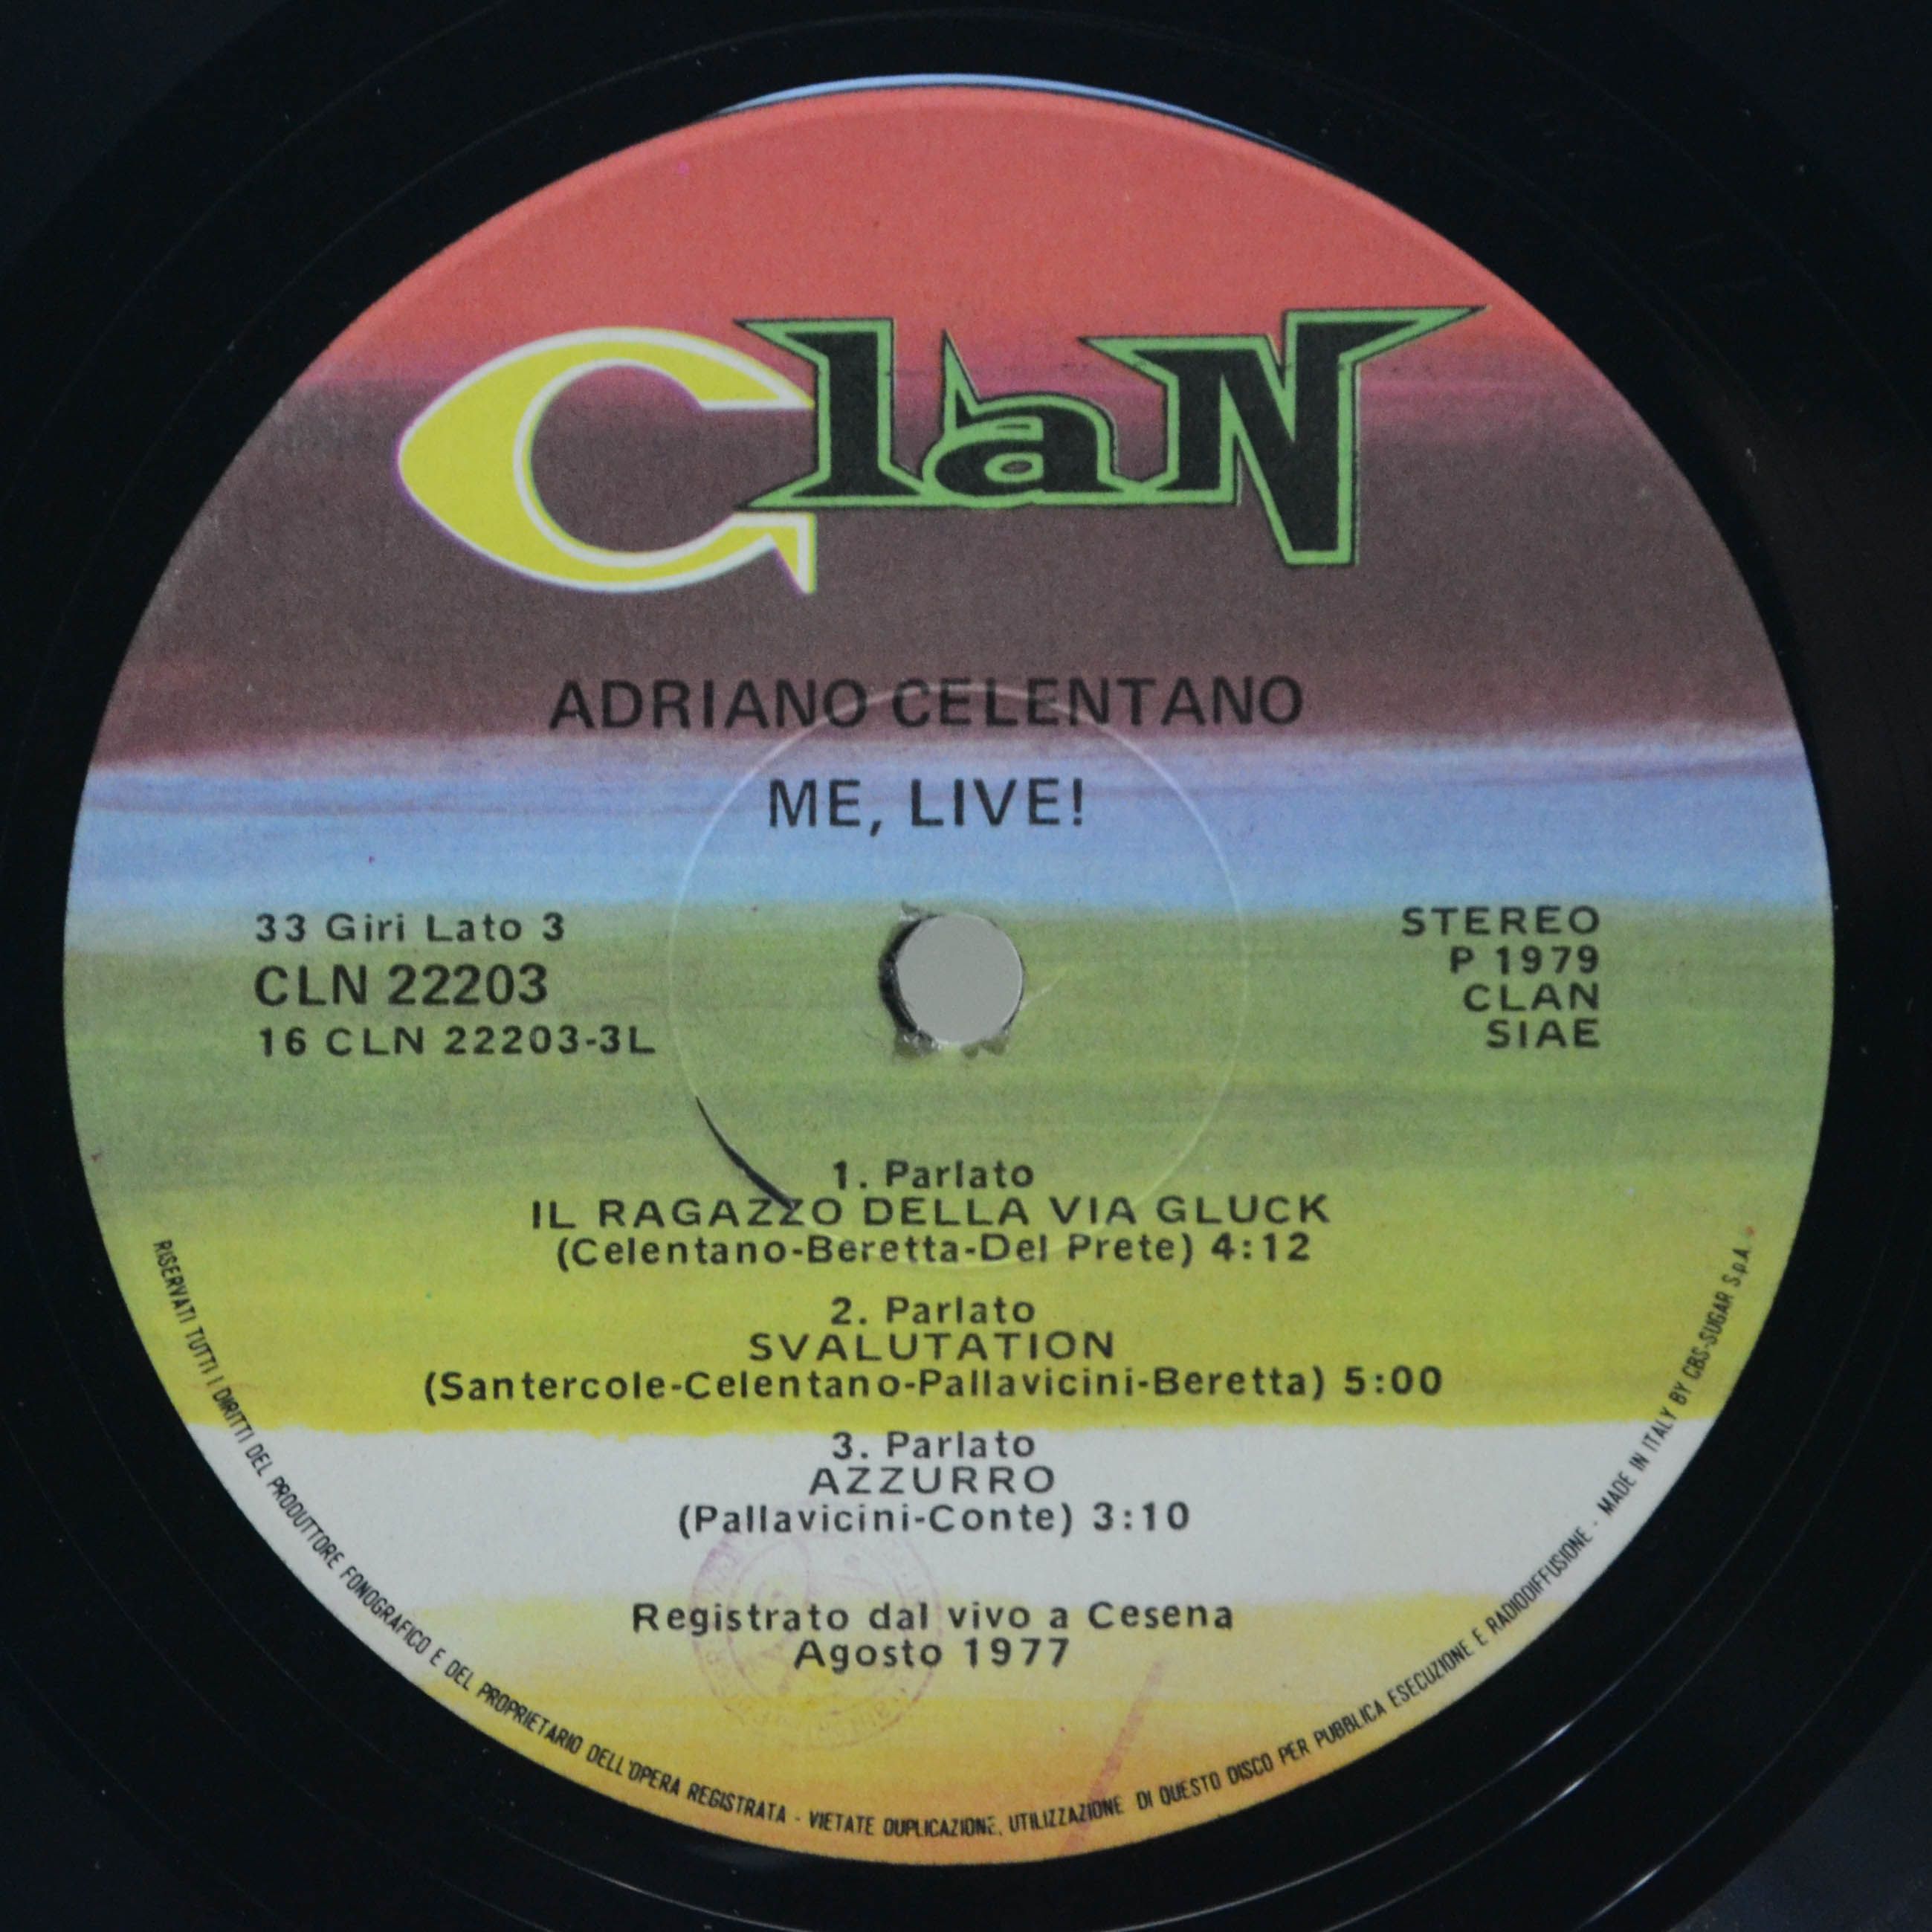 ClaN
ADRIANO CELENTANO
ME, LIVE!
33 Giri Lato 3
CLN 22203
16 CLN 22203-3L
STEREO
P 1979
CLAN
SIAE
1. Parlato
IL RAGAZZO DELLA VIA GLUCK
(Celentano-Beretta-Del Prete) 4:12
2. Parlato
SVALUTATION
(Santercole-Celentano-Pallavicini-Beretta) 5:00
3. Parlato
AZZURRO
(Pallavicini-Conte) 3:10
Registrato dal vivo a Cesena
Agosto 1977
RISERVATI TUTTI I DIRITTI DEL PRODUTTORE FONOGRAFICO E DEL PROPRIETARIO DELL'OPERA REGISTRATA - VIETATE DUPLICAZIONE, UTILIZZAZIONE DI QUESTO DISCO PER PUBBLICA ESECUZIONE E RADIODIFFUSIONE - MADE IN ITALY BY CBS-SUGAR S.p.A.